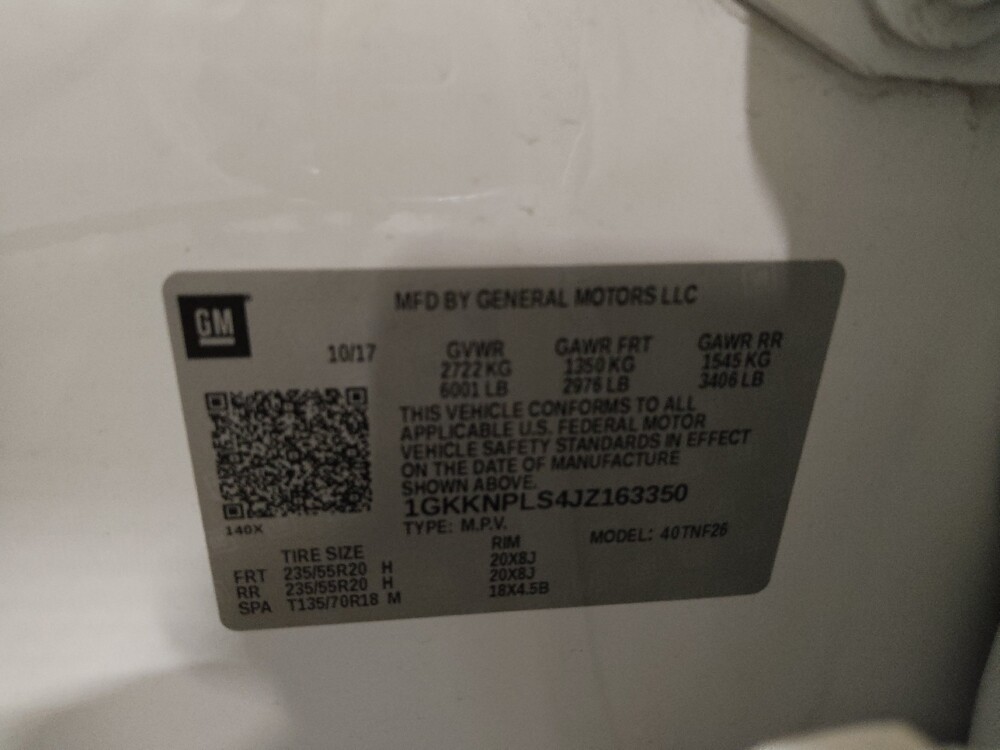 GM
MFD BY GENERAL MOTORS LLC
10/17
GVWR GAWR FRT GAWR RR
2722 KG 1350 KG 1545 KG
6001 LB 2976 LB 3406 LB
THIS VEHICLE CONFORMS TO ALL
APPLICABLE U.S. FEDERAL MOTOR
VEHICLE SAFETY STANDARDS IN EFFECT
ON THE DATE OF MANUFACTURE
SHOWN ABOVE.
1GKKNPLS4JZ163350
140X
TYPE: M.P.V. MODEL: 40TNF26
TIRE SIZE RIM
FRT 235/55R20 H 20X8J
RR 235/55R20 H 20X8J
SPA T135/70R18 M 18X4.5B